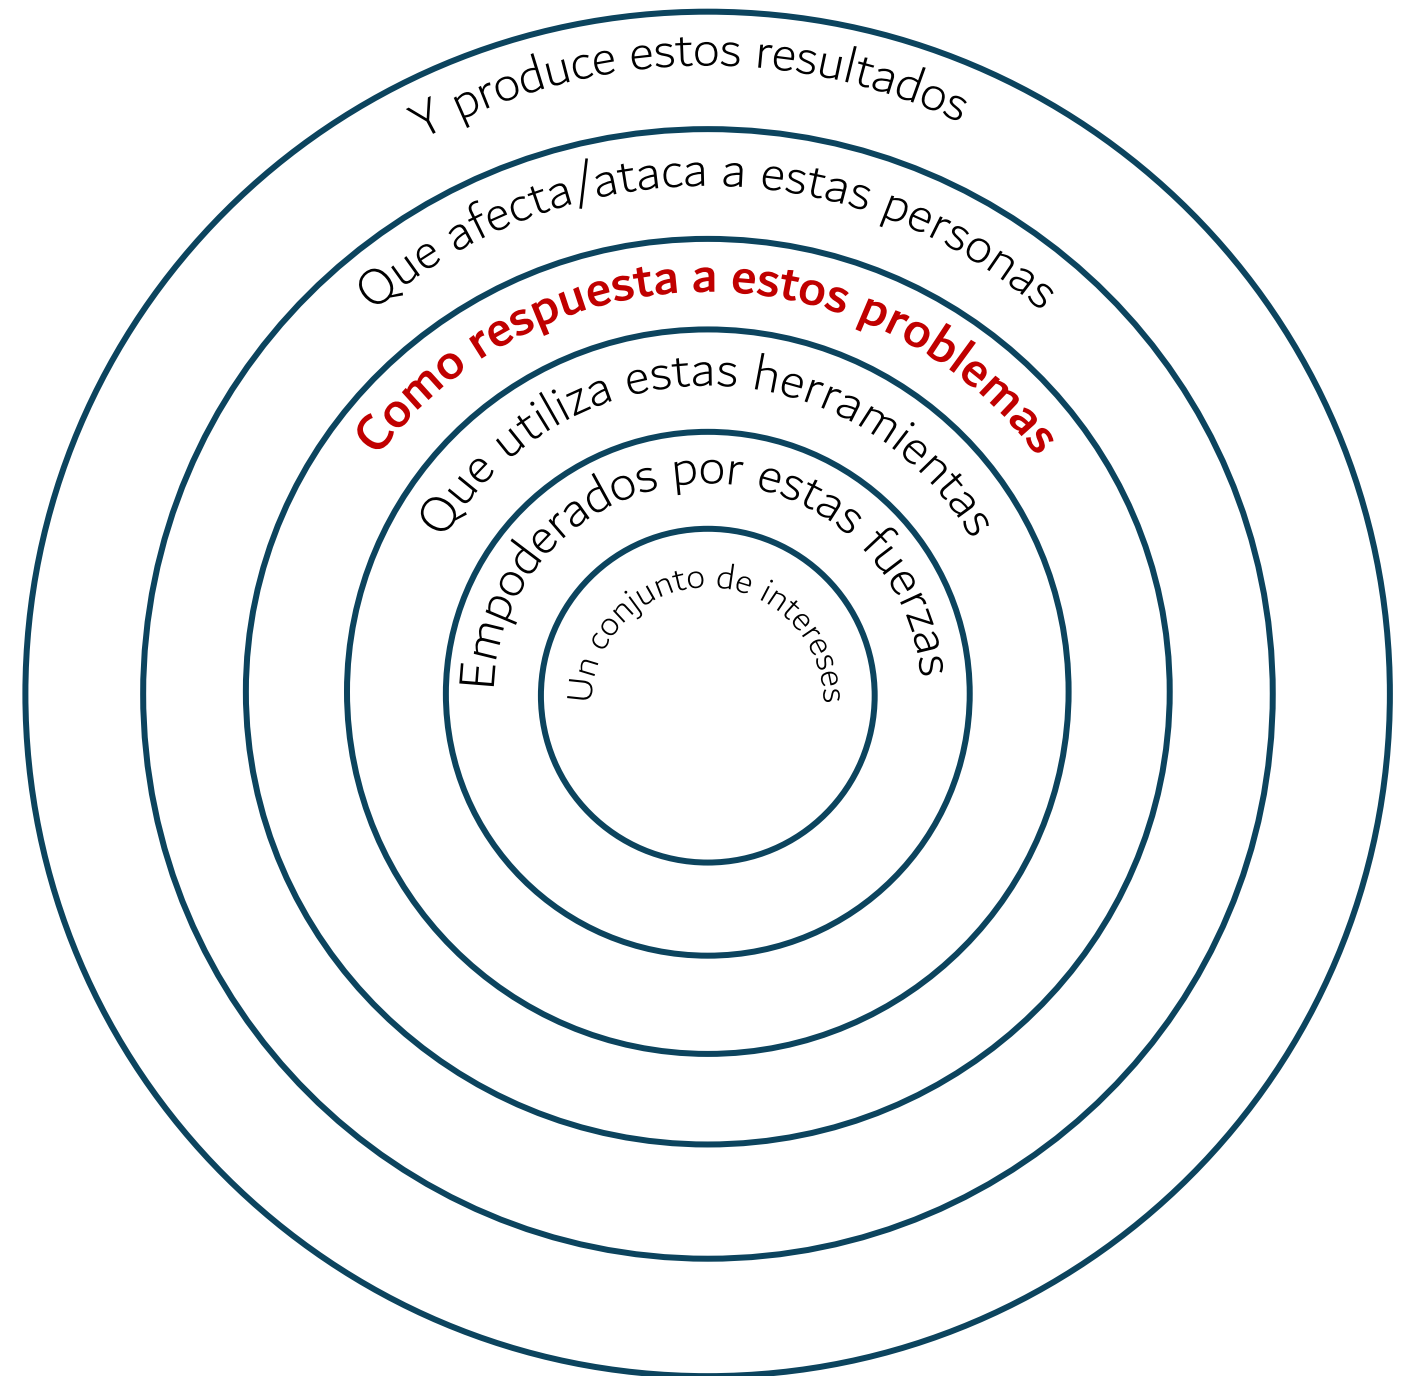 Y produce estos resultados
Que afecta/ataca a estas personas
Como respuesta a estos problemas
Que utiliza estas herramientas
Empoderados por estas fuerzas
Un conjunto de intereses